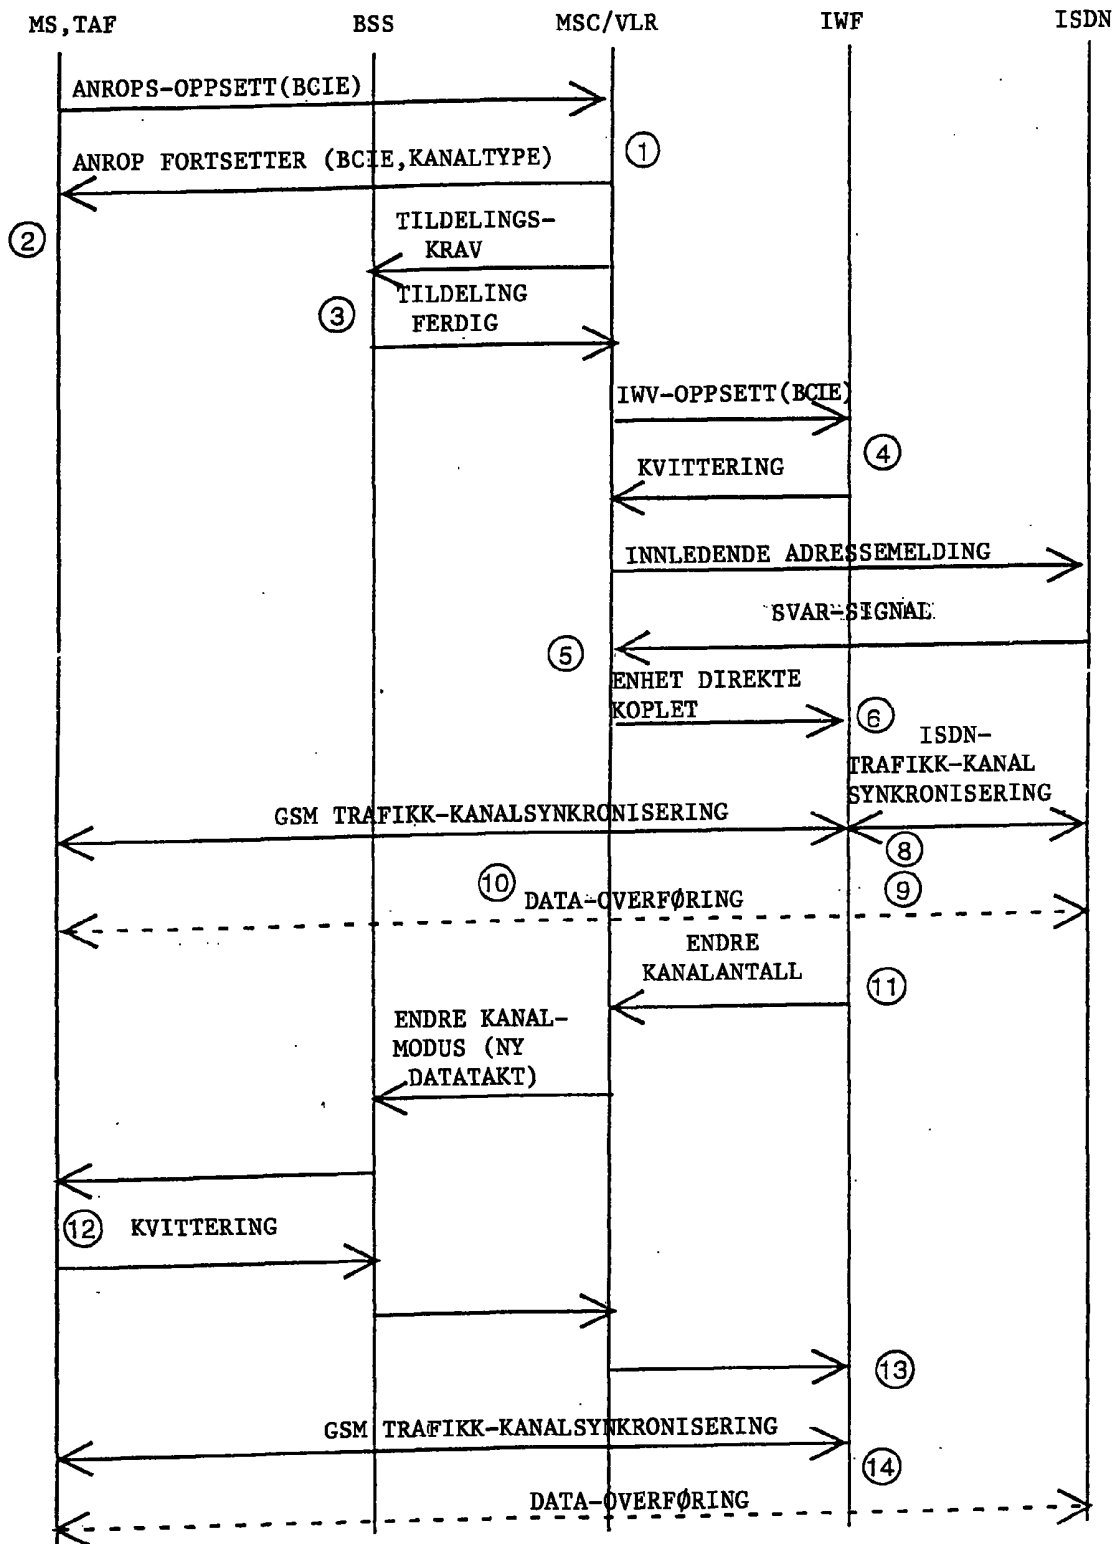 MS,TAF BSS MSC/VLR IWF ISDN
ANROPS-OPPSETT(BCIE)
1
ANROP FORTSETTER (BCIE,KANALTYPE)
2
TILDELINGS-
KRAV
3
TILDELING
FERDIG
IWV-OPPSETT(BCIE)
4
KVITTERING
INNLEDENDE ADRESSEMELDING
SVAR-SIGNAL
5
ENHET DIREKTE
KOPLET
6
ISDN-
TRAFIKK-KANAL
SYNKRONISERING
GSM TRAFIKK-KANALSYNKRONISERING
8
10
9
DATA-OVERFØRING
ENDRE
KANALANTALL
11
ENDRE KANAL-
MODUS (NY
DATATAKT)
12 KVITTERING
13
GSM TRAFIKK-KANALSYNKRONISERING
14
DATA-OVERFØRING